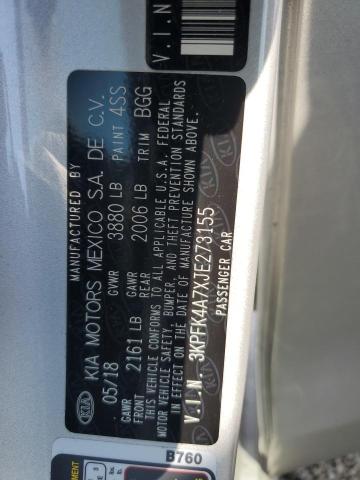 MANUFACTURED BY
KIA KIA MOTORS MEXICO S.A. DE C.V.
05/18 GVWR 3880 LB PAINT 4SS
GAWR FRONT 2161 LB GAWR REAR 2006 LB TRIM BGG
THIS VEHICLE CONFORMS TO ALL APPLICABLE U.S.A. FEDERAL
MOTOR VEHICLE SAFETY, BUMPER, AND THEFT PREVENTION STANDARDS
IN EFFECT ON THE DATE OF MANUFACTURE SHOWN ABOVE.
V.I.N. 3KPFK4A7XJE273155
PASSENGER CAR
V.I.N
B760